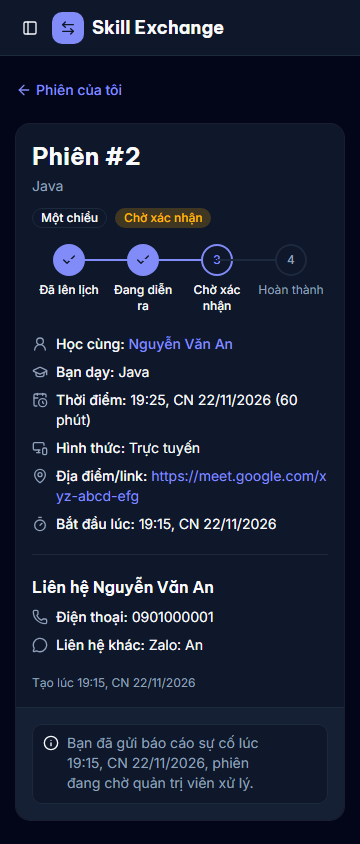 Skill Exchange
Phiên của tôi
Phiên #2
Java
Một chiều
Chờ xác nhận
3
4
Đã lên lịch
Đang diễn
ra
Chờ xác
nhận
Hoàn thành
Học cùng: Nguyễn Văn An
Bạn dạy: Java
Thời điểm: 19:25, CN 22/11/2026 (60
phút)
Hình thức: Trực tuyến
Địa điểm/link: https://meet.google.com/x
yz-abcd-efg
Bắt đầu lúc: 19:15, CN 22/11/2026
Liên hệ Nguyễn Văn An
Điện thoại: 0901000001
Liên hệ khác: Zalo: An
Tạo lúc 19:15, CN 22/11/2026
Bạn đã gửi báo cáo sự cố lúc
19:15, CN 22/11/2026, phiên
đang chờ quản trị viên xử lý.